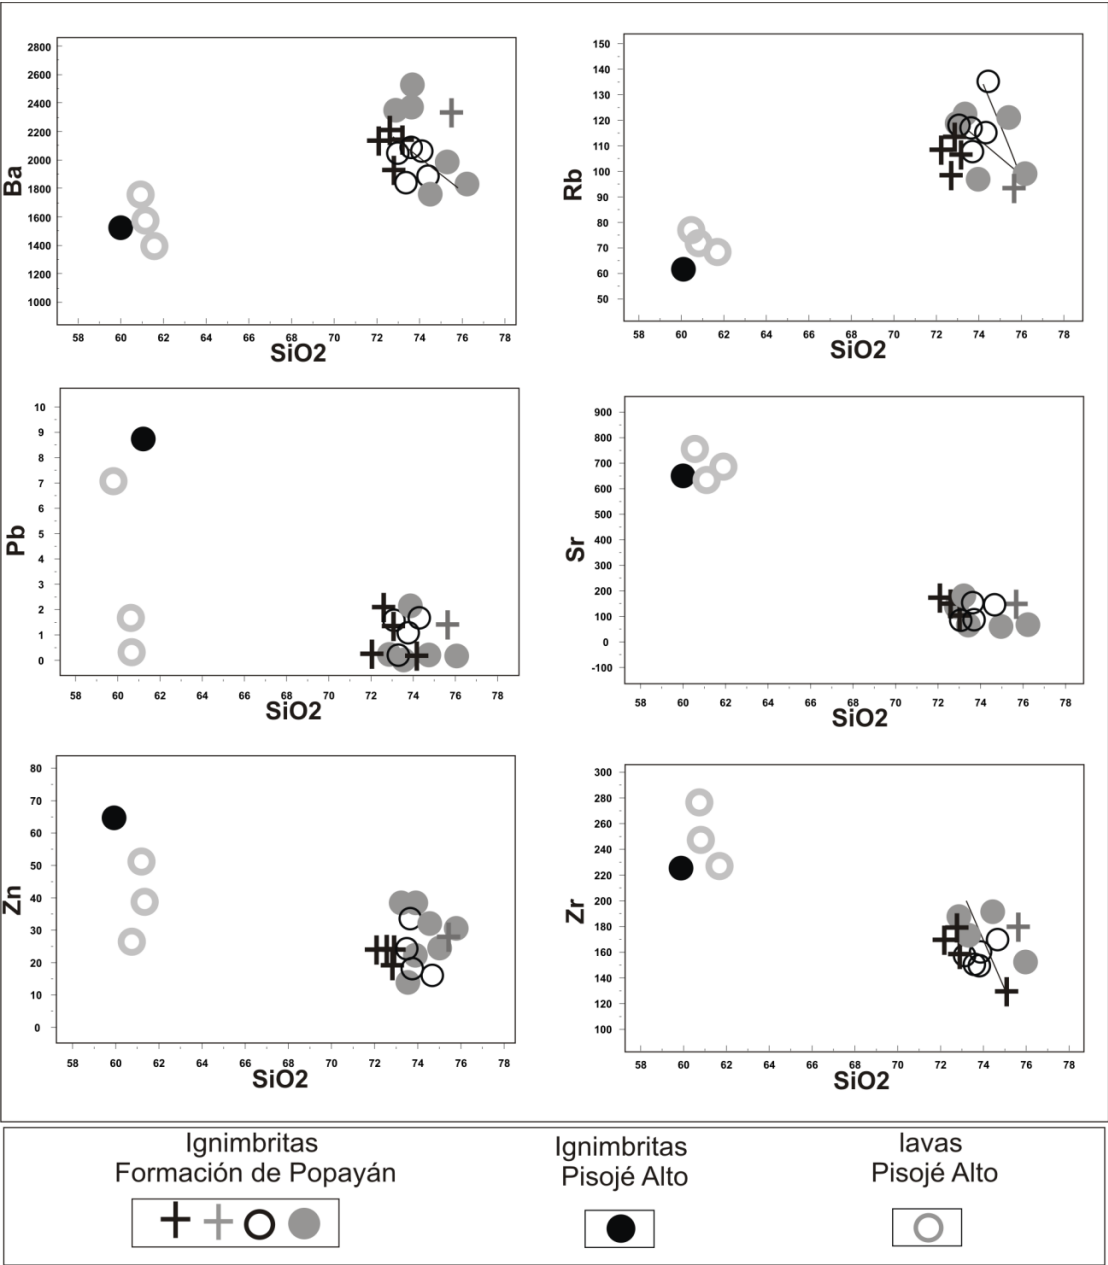 2800
2600
2400
2200
2000
1800
1600
1400
1200
1000
Ba
58 60 62 64 66 68 70 72 74 76 78
SiO2
150
140
130
120
110
100
90
80
70
60
50
Rb
58 60 62 64 66 68 70 72 74 76 78
SiO2
10
9
8
7
6
5
4
3
2
1
0
Pb
58 60 62 64 66 68 70 72 74 76 78
SiO2
900
800
700
600
500
400
300
200
100
0
-100
Sr
58 60 62 64 66 68 70 72 74 76 78
SiO2
80
70
60
50
40
30
20
10
0
Zn
58 60 62 64 66 68 70 72 74 76 78
SiO2
300
280
260
240
220
200
180
160
140
120
100
Zr
58 60 62 64 66 68 70 72 74 76 78
SiO2
Ignimbritas
Formación de Popayán
Ignimbritas
Pisojé Alto
lavas
Pisojé Alto